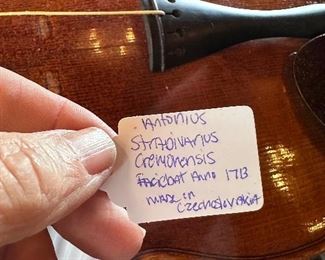 Antonius
Stradivarius
Cremonensis
Faciebat Anno 1713
made in
Czechoslovakia